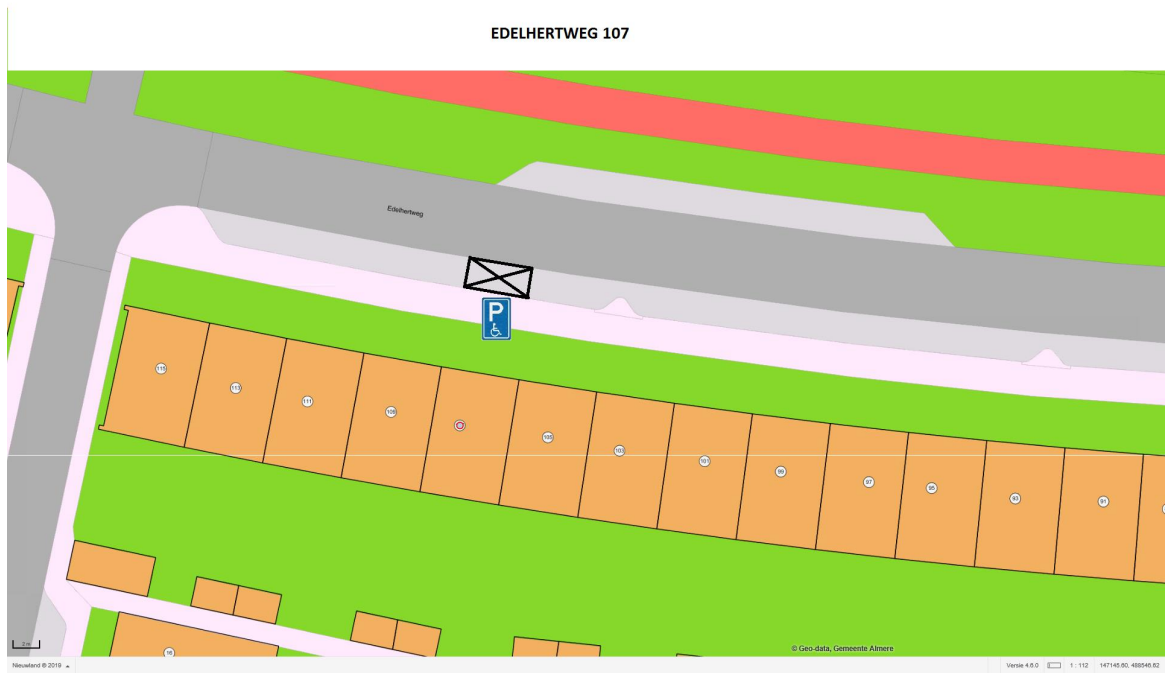 EDELHERTWEG 107
Edelhertweg
P
115
113
111
109
105
103
101
99
97
95
93
91
16
2 m
© Geo-data, Gemeente Almere
Nieuwland © 2019
Versie 4.6.0
1 : 112
147145.60, 488546.62